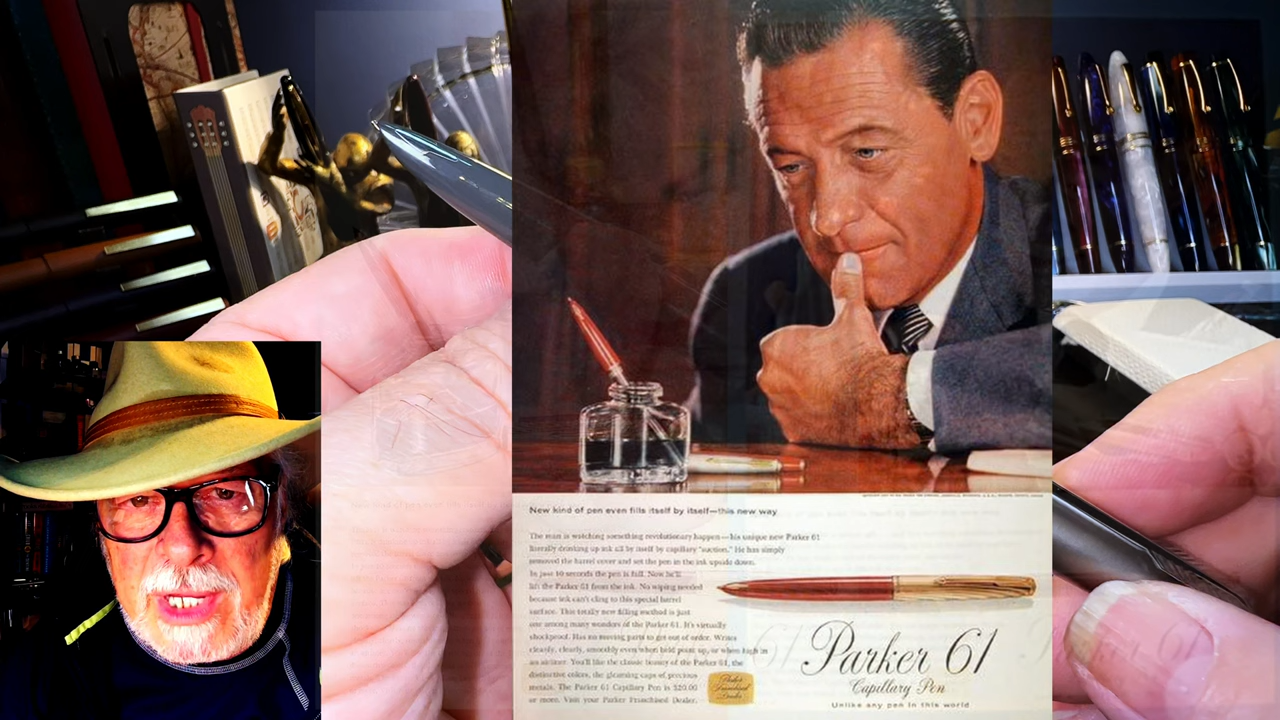 New kind of pen even fills itself by itself—this new way
The man is watching something revolutionary happen—his unique new Parker 61
literally drinking up ink all by itself by capillary "suction." He has simply
removed the barrel cover and set the pen in the ink upside down.
In just 10 seconds the pen is full. Now he'll
lift the Parker 61 from the ink. No wiping needed
because ink can't cling to this special barrel
surface. This totally new filling method is just
one among many wonders of the Parker 61. It's virtually
shockproof. Has no moving parts to get out of order. Writes
cleanly, clearly, smoothly even when held point up, or when high in
an airliner. You'll like the classic beauty of the Parker 61, the
distinctive colors, the gleaming caps of precious
metals. The Parker 61 Capillary Pen is $20.00
or more. Visit your Parker Franchised Dealer.
Parker
Franchised
Dealer
Parker 61
Capillary Pen
Unlike any pen in this world